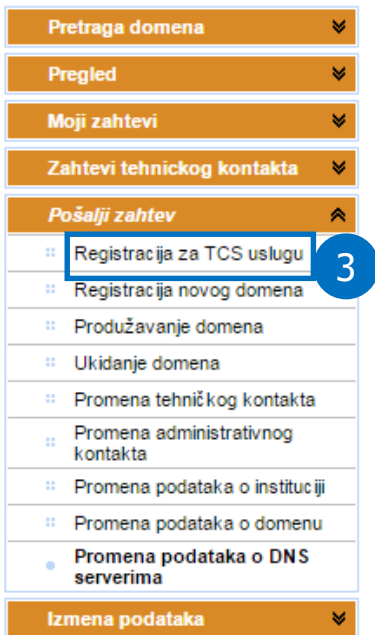 Pretraga domena
Pregled
Moji zahtevi
Zahtevi tehnickog kontakta
Pošalji zahtev
Registracija za TCS uslugu
3
Registracija novog domena
Produžavanje domena
Ukidanje domena
Promena tehničkog kontakta
Promena administrativnog
kontakta
Promena podataka o instituciji
Promena podataka o domenu
Promena podataka o DNS
serverima
Izmena podataka